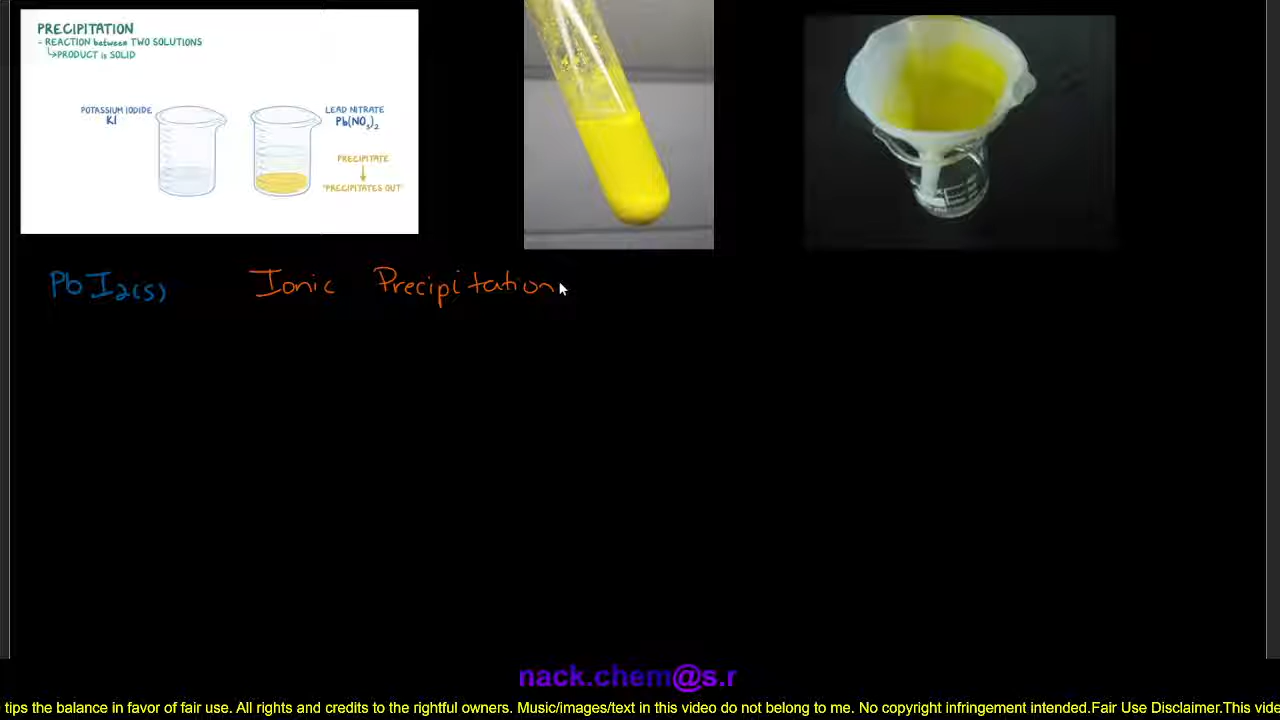 PRECIPITATION
- REACTION between TWO SOLUTIONS
↳PRODUCT is SOLID
POTASSIUM IODIDE
KI
LEAD NITRATE
Pb(NO₃)₂
PRECIPITATE
↓
"PRECIPITATES OUT"
PbI₂(s) Ionic Precipitation
nack.chem@s.r
tips the balance in favor of fair use. All rights and credits to the rightful owners. Music/images/text in this video do not belong to me. No copyright infringement intended.Fair Use Disclaimer.This vide